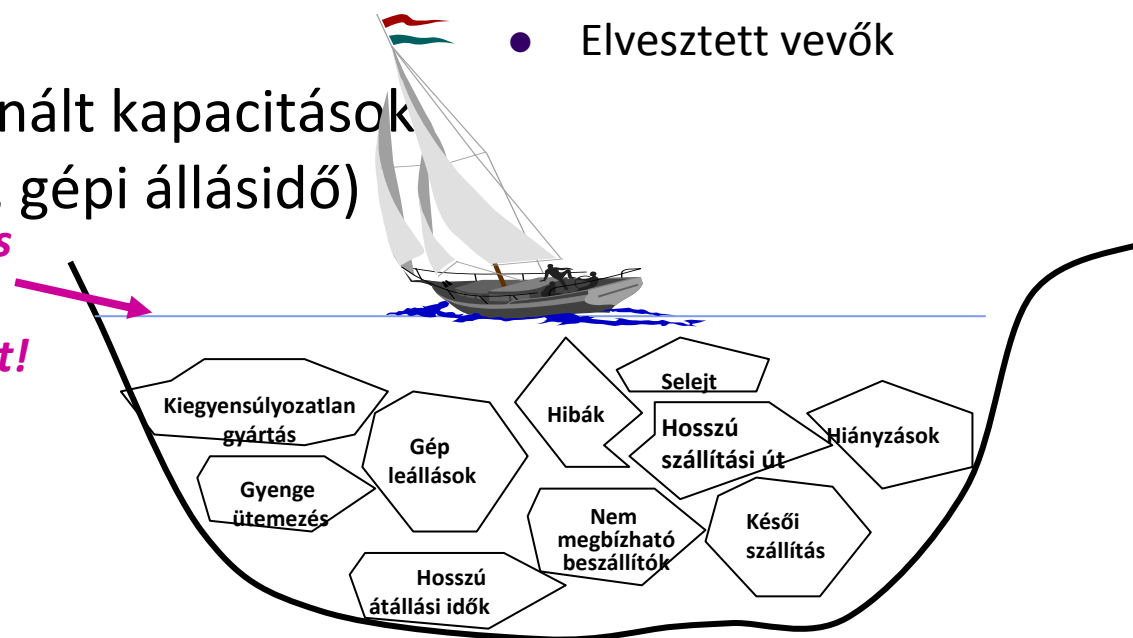 Elvesztett vevők
nált kapacitások
gépi állásidő)
s
t!
Kiegyensúlyozatlan
gyártás
Gép
leállások
Gyenge
ütemezés
Hosszú
átállási idők
Hibák
Selejt
Hosszú
szállítási út
Hiányzások
Nem
megbízható
beszállítók
Késői
szállítás